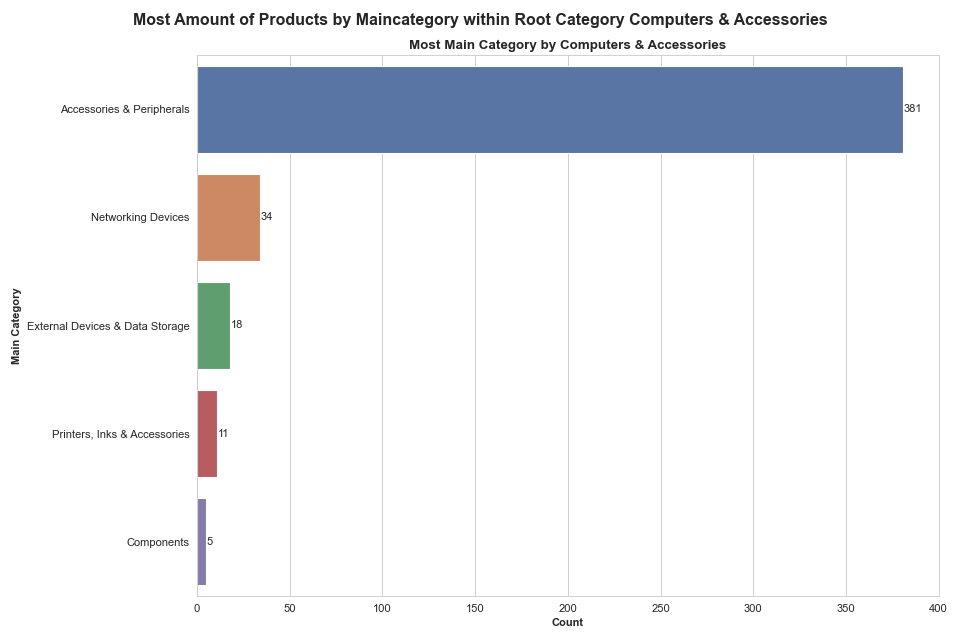 Most Amount of Products by Maincategory within Root Category Computers & Accessories
Most Main Category by Computers & Accessories
Main Category
Accessories & Peripherals
381
Networking Devices
34
External Devices & Data Storage
18
Printers, Inks & Accessories
11
Components
5
0 50 100 150 200 250 300 350 400
Count